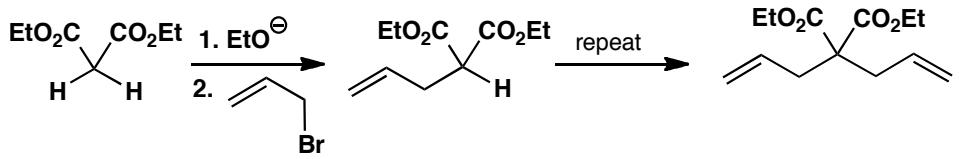 EtO₂C CO₂Et
H H
1. EtO⊖
2.
Br
EtO₂C CO₂Et
H
repeat
EtO₂C CO₂Et